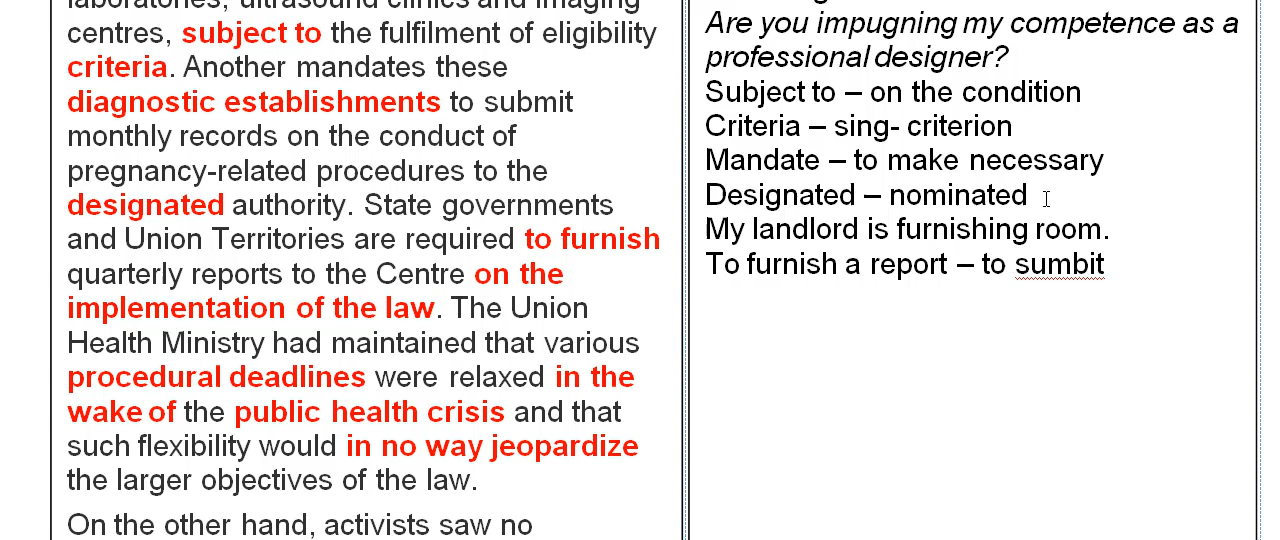 laboratories, ultrasound clinics and imaging
centres, subject to the fulfilment of eligibility
criteria. Another mandates these
diagnostic establishments to submit
monthly records on the conduct of
pregnancy-related procedures to the
designated authority. State governments
and Union Territories are required to furnish
quarterly reports to the Centre on the
implementation of the law. The Union
Health Ministry had maintained that various
procedural deadlines were relaxed in the
wake of the public health crisis and that
such flexibility would in no way jeopardize
the larger objectives of the law.
On the other hand, activists saw no
Are you impugning my competence as a
professional designer?
Subject to – on the condition
Criteria – sing- criterion
Mandate – to make necessary
Designated – nominated
My landlord is furnishing room.
To furnish a report – to sumbit